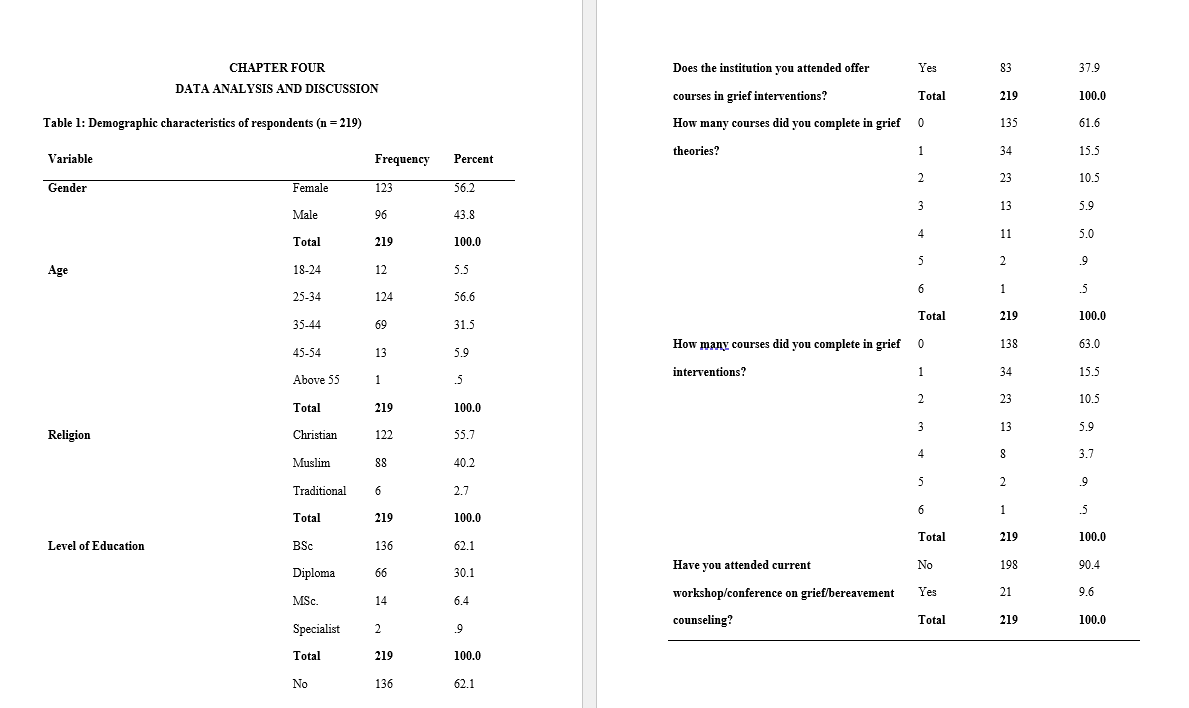 CHAPTER FOUR
DATA ANALYSIS AND DISCUSSION
Table 1: Demographic characteristics of respondents (n = 219)
Variable Frequency Percent
Gender Female 123 56.2
Male 96 43.8
Total 219 100.0
Age 18-24 12 5.5
25-34 124 56.6
35-44 69 31.5
45-54 13 5.9
Above 55 1 .5
Total 219 100.0
Religion Christian 122 55.7
Muslim 88 40.2
Traditional 6 2.7
Total 219 100.0
Level of Education BSc 136 62.1
Diploma 66 30.1
MSc. 14 6.4
Specialist 2 .9
Total 219 100.0
No 136 62.1
Does the institution you attended offer Yes 83 37.9
courses in grief interventions? Total 219 100.0
How many courses did you complete in grief 0 135 61.6
theories? 1 34 15.5
2 23 10.5
3 13 5.9
4 11 5.0
5 2 .9
6 1 .5
Total 219 100.0
How many courses did you complete in grief 0 138 63.0
interventions? 1 34 15.5
2 23 10.5
3 13 5.9
4 8 3.7
5 2 .9
6 1 .5
Total 219 100.0
Have you attended current No 198 90.4
workshop/conference on grief/bereavement Yes 21 9.6
counseling? Total 219 100.0